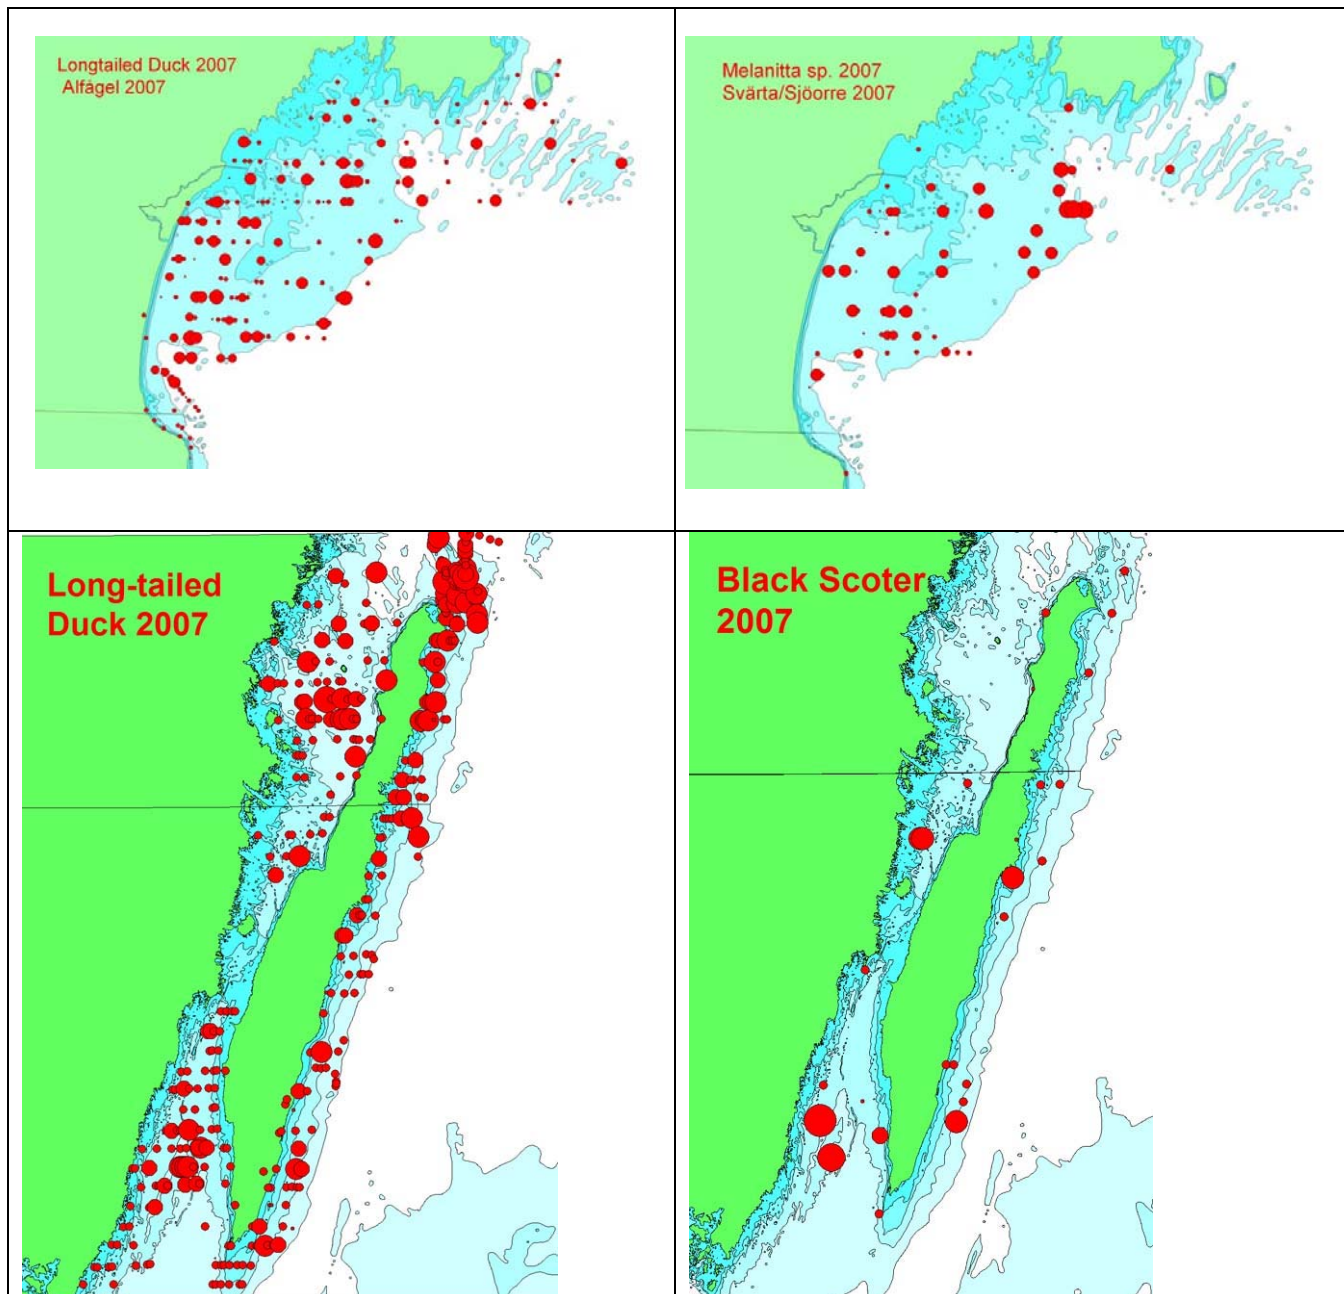 Longtailed Duck 2007
Alfågel 2007
Melanitta sp. 2007
Svärta/Sjöorre 2007
Long-tailed
Duck 2007
Black Scoter
2007